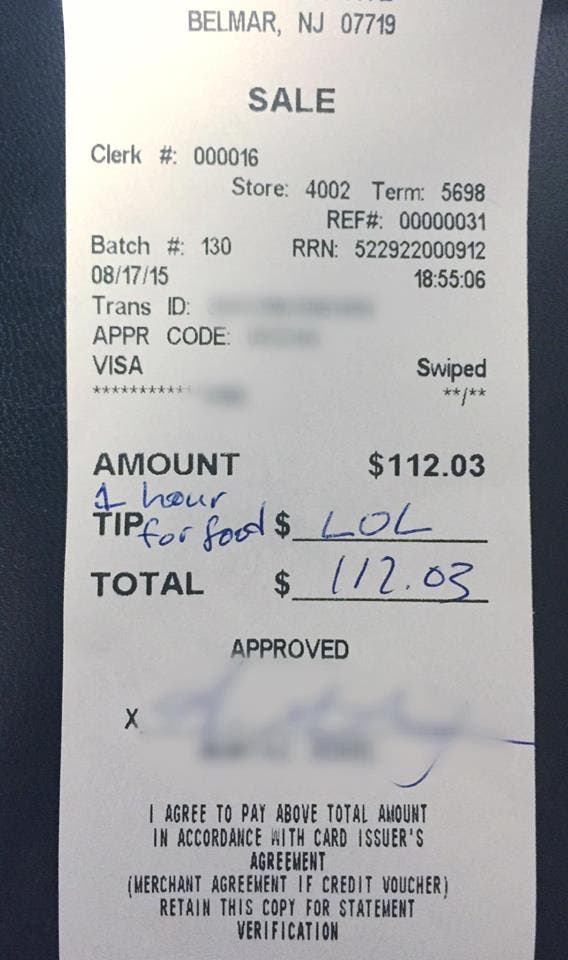 BELMAR, NJ 07719
SALE
Clerk #: 000016
Store: 4002 Term: 5698
REF#: 00000031
Batch #: 130 RRN: 522922000912
08/17/15 18:55:06
Trans ID:
APPR CODE:
VISA Swiped
*********** **/**
AMOUNT $112.03
1 hour
for food
TIP $ LOL
TOTAL $ 112.03
APPROVED
X
I AGREE TO PAY ABOVE TOTAL AMOUNT
IN ACCORDANCE WITH CARD ISSUER'S
AGREEMENT
(MERCHANT AGREEMENT IF CREDIT VOUCHER)
RETAIN THIS COPY FOR STATEMENT
VERIFICATION